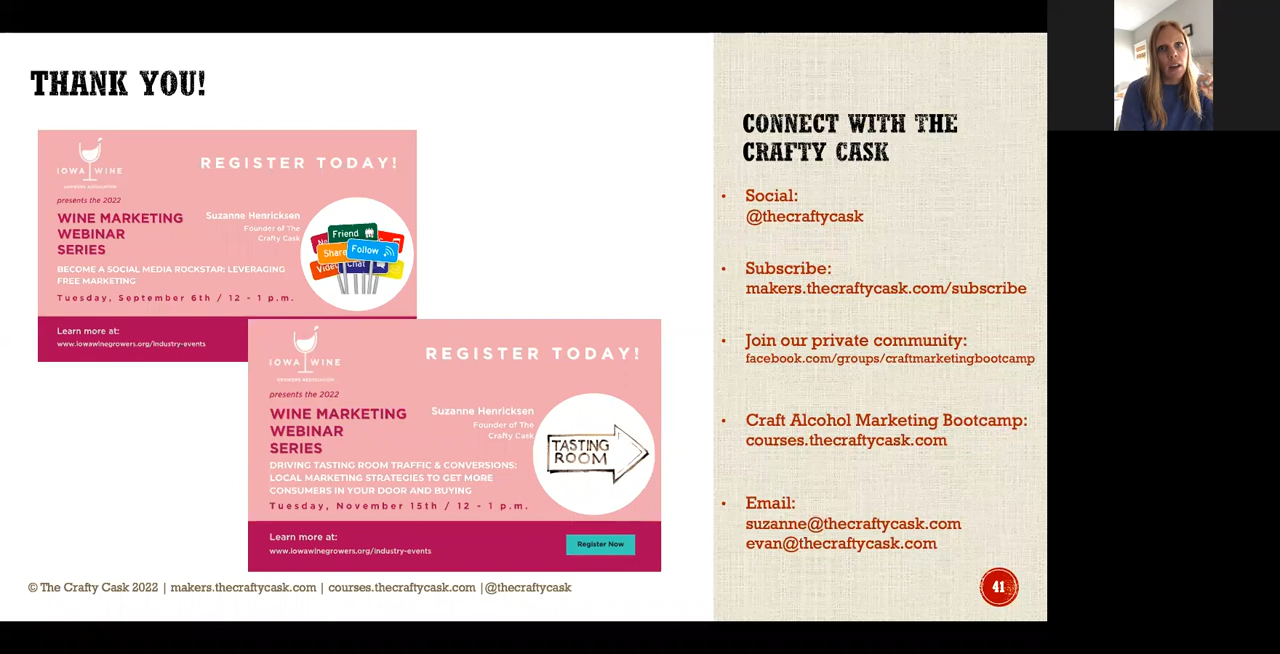 THANK YOU!
IOWA WINE
GROWERS ASSOCIATION
REGISTER TODAY!
presents the 2022
WINE MARKETING
WEBINAR
SERIES
Suzanne Henricksen
Founder of The
Crafty Cask
BECOME A SOCIAL MEDIA ROCKSTAR: LEVERAGING
FREE MARKETING
Tuesday, September 6th / 12 - 1 p.m.
Friend
Share
Follow
Video
Chat
Learn more at:
www.iowawinegrowers.org/industry-events
IOWA WINE
GROWERS ASSOCIATION
REGISTER TODAY!
presents the 2022
WINE MARKETING
WEBINAR
SERIES
Suzanne Henricksen
Founder of The
Crafty Cask
DRIVING TASTING ROOM TRAFFIC & CONVERSIONS:
LOCAL MARKETING STRATEGIES TO GET MORE
CONSUMERS IN YOUR DOOR AND BUYING
Tuesday, November 15th / 12 - 1 p.m.
TASTING
ROOM
Learn more at:
www.iowawinegrowers.org/industry-events
Register Now
© The Crafty Cask 2022 | makers.thecraftycask.com | courses.thecraftycask.com |@thecraftycask
CONNECT WITH THE
CRAFTY CASK
• Social:
@thecraftycask
• Subscribe:
makers.thecraftycask.com/subscribe
• Join our private community:
facebook.com/groups/craftmarketingbootcamp
• Craft Alcohol Marketing Bootcamp:
courses.thecraftycask.com
• Email:
suzanne@thecraftycask.com
evan@thecraftycask.com
41